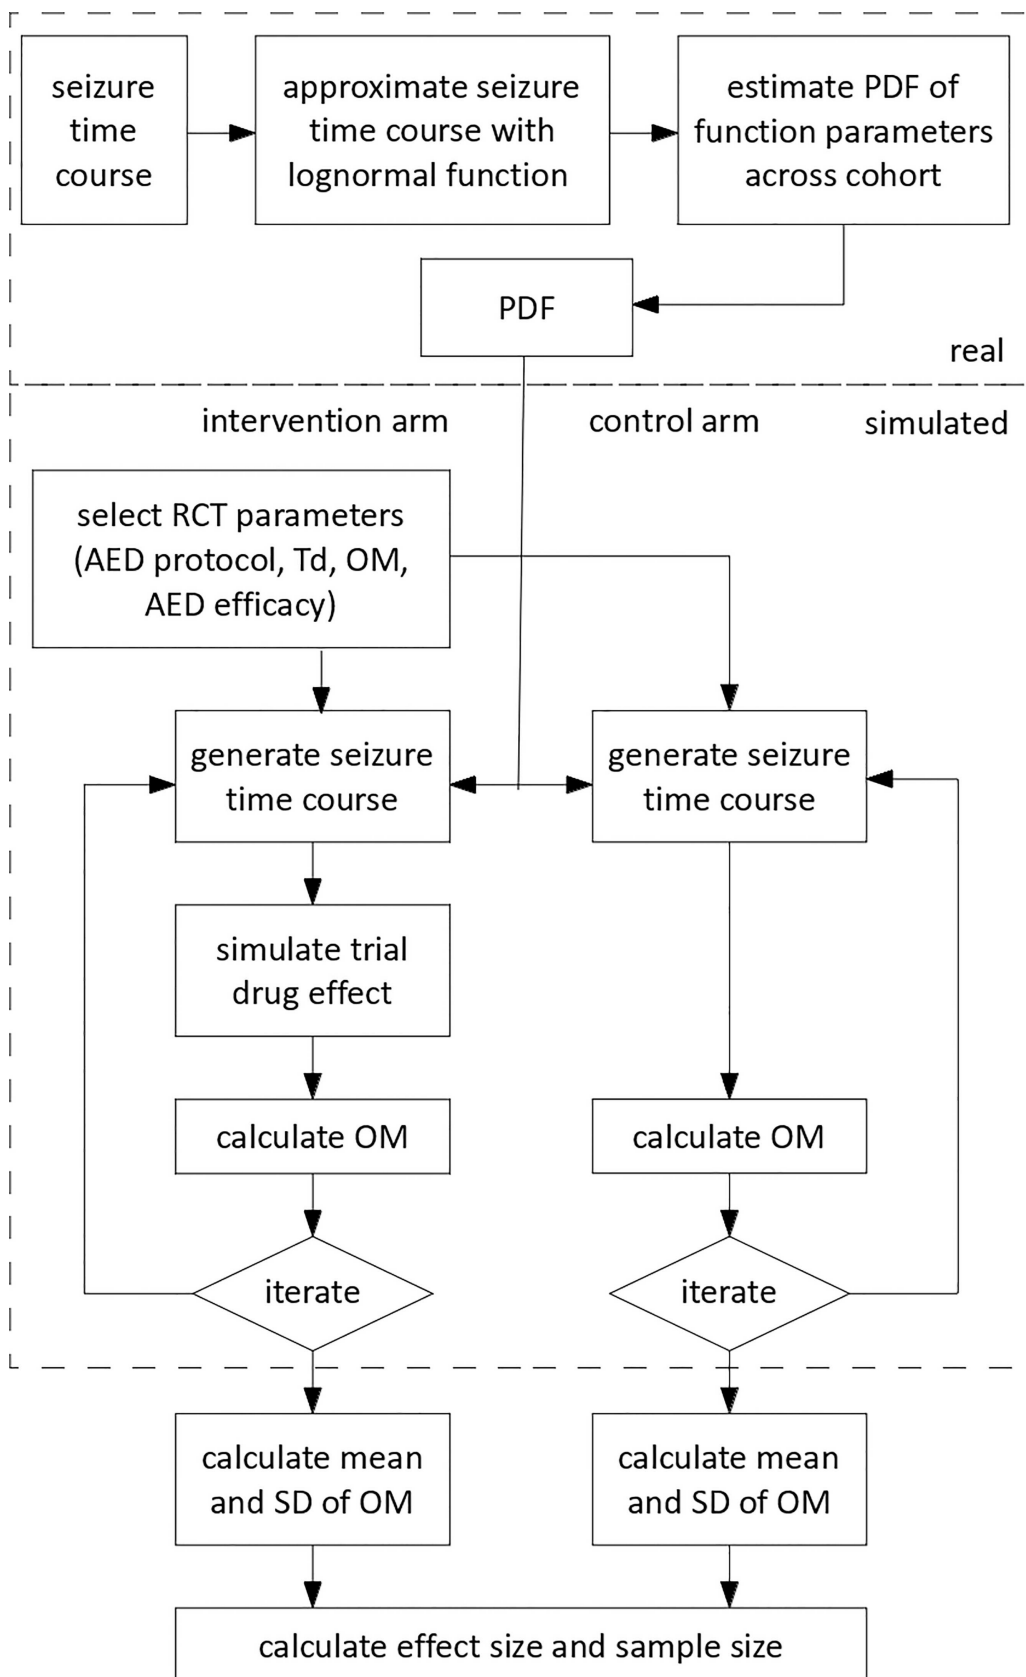 seizure
time
course
approximate seizure
time course with
lognormal function
estimate PDF of
function parameters
across cohort
PDF
real
intervention arm
control arm
simulated
select RCT parameters
(AED protocol, Td, OM,
AED efficacy)
generate seizure
time course
generate seizure
time course
simulate trial
drug effect
calculate OM
calculate OM
iterate
iterate
calculate mean
and SD of OM
calculate mean
and SD of OM
calculate effect size and sample size